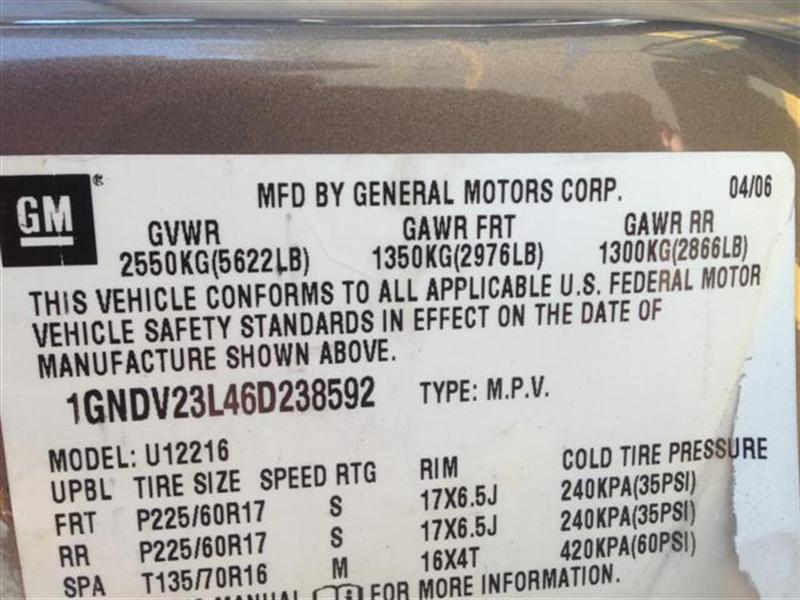 GM®
MFD BY GENERAL MOTORS CORP. 04/06
GVWR GAWR FRT GAWR RR
2550KG(5622LB) 1350KG(2976LB) 1300KG(2866LB)
THIS VEHICLE CONFORMS TO ALL APPLICABLE U.S. FEDERAL MOTOR
VEHICLE SAFETY STANDARDS IN EFFECT ON THE DATE OF
MANUFACTURE SHOWN ABOVE.
1GNDV23L46D238592 TYPE: M.P.V.
MODEL: U12216
UPBL TIRE SIZE SPEED RTG RIM COLD TIRE PRESSURE
FRT P225/60R17 S 17X6.5J 240KPA(35PSI)
RR P225/60R17 S 17X6.5J 240KPA(35PSI)
SPA T135/70R16 M 16X4T 420KPA(60PSI)
MANUAL FOR MORE INFORMATION.